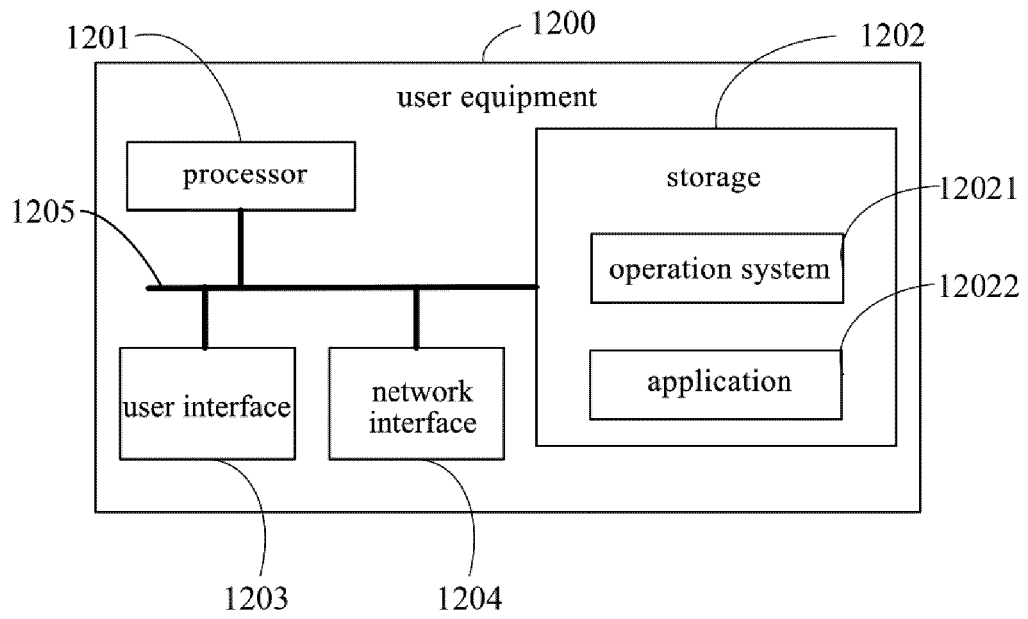 1200
1201
1202
user equipment
processor
storage
1205
12021
operation system
12022
application
user interface
network
interface
1203
1204